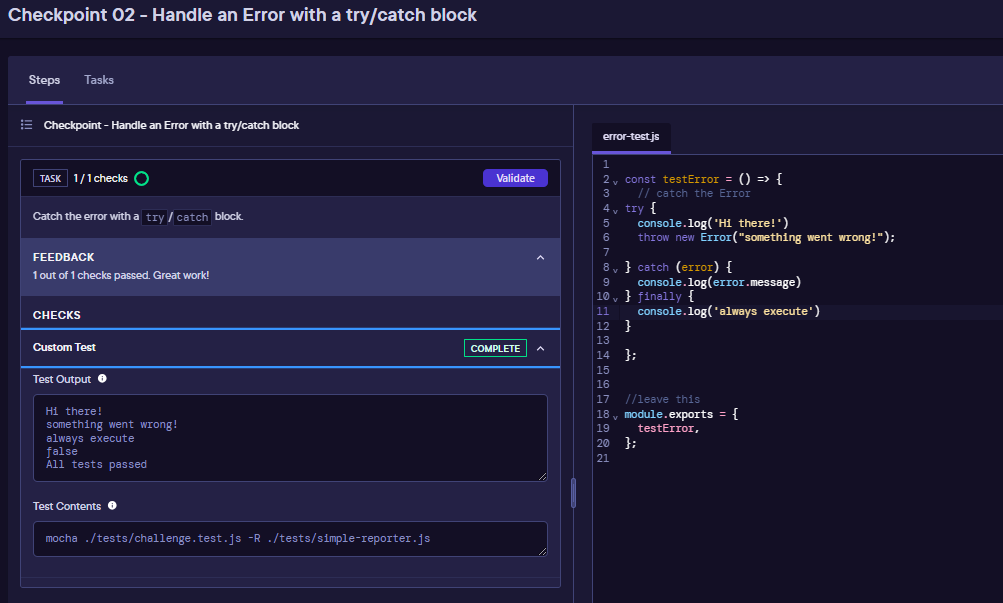 Checkpoint 02 - Handle an Error with a try/catch block
Steps
Tasks
Checkpoint - Handle an Error with a try/catch block
TASK 1 / 1 checks
Validate
Catch the error with a try / catch block.
FEEDBACK
1 out of 1 checks passed. Great work!
CHECKS
Custom Test
COMPLETE
Test Output
Hi there!
something went wrong!
always execute
false
All tests passed
Test Contents
mocha ./tests/challenge.test.js -R ./tests/simple-reporter.js
error-test.js
1
2 const testError = () => {
3 // catch the Error
4 try {
5 console.log('Hi there!')
6 throw new Error("something went wrong!");
7
8 } catch (error) {
9 console.log(error.message)
10 } finally {
11 console.log('always execute')
12 }
13
14 };
15
16
17 //leave this
18 module.exports = {
19 testError,
20 };
21